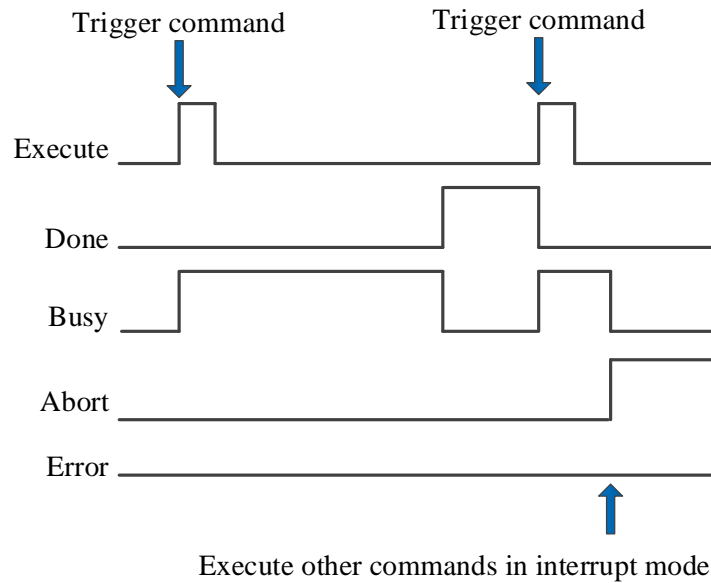 Trigger command
Trigger command
Execute
Done
Busy
Abort
Error
Execute other commands in interrupt mode